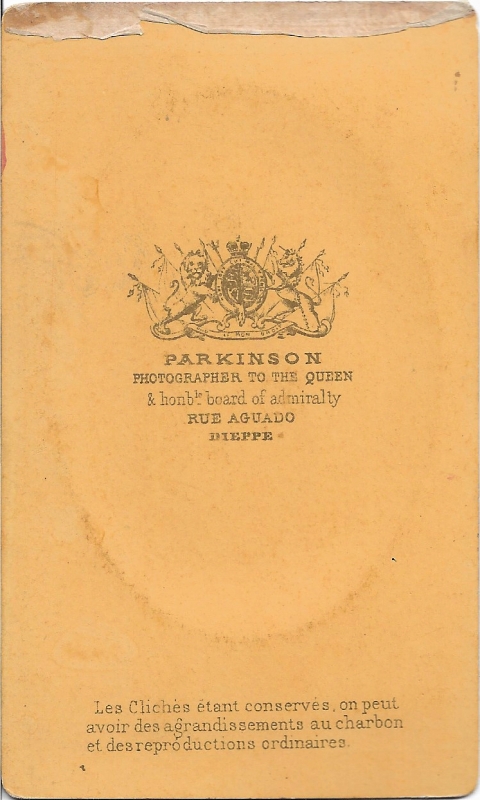 PARKINSON
PHOTOGRAPHER TO THE QUEEN
& honble board of admiralty
RUE AGUADO
DIEPPE
Les Clichés étant conservés, on peut
avoir des agrandissements au charbon
et des reproductions ordinaires.